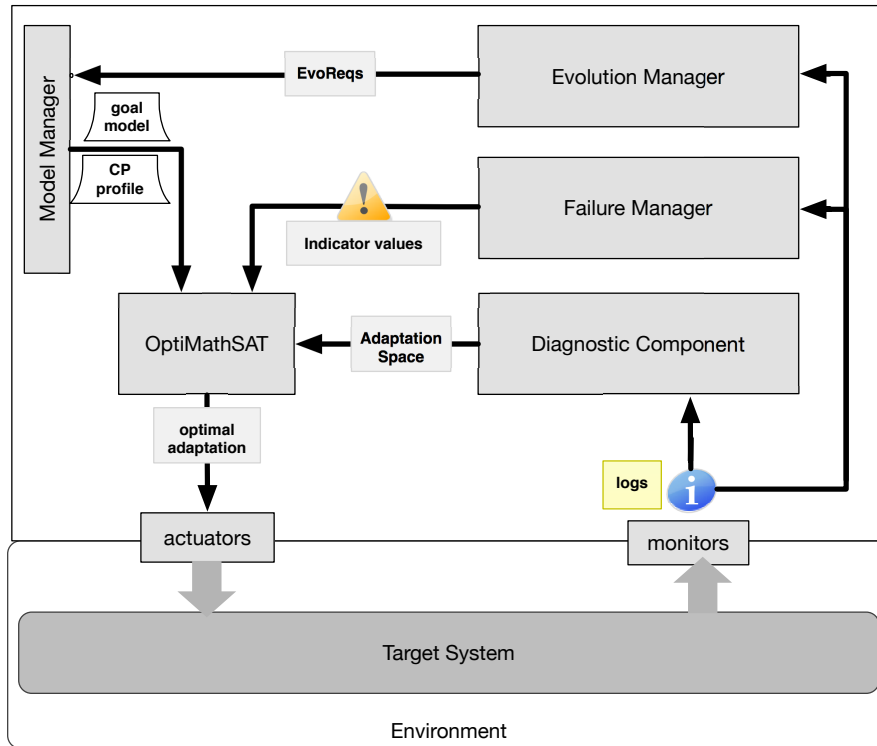 EvoReqs
Evolution Manager
Model Manager
goal
model
CP
profile
Failure Manager
Indicator values
OptiMathSAT
Adaptation
Space
Diagnostic Component
optimal
adaptation
logs
i
actuators
monitors
Target System
Environment